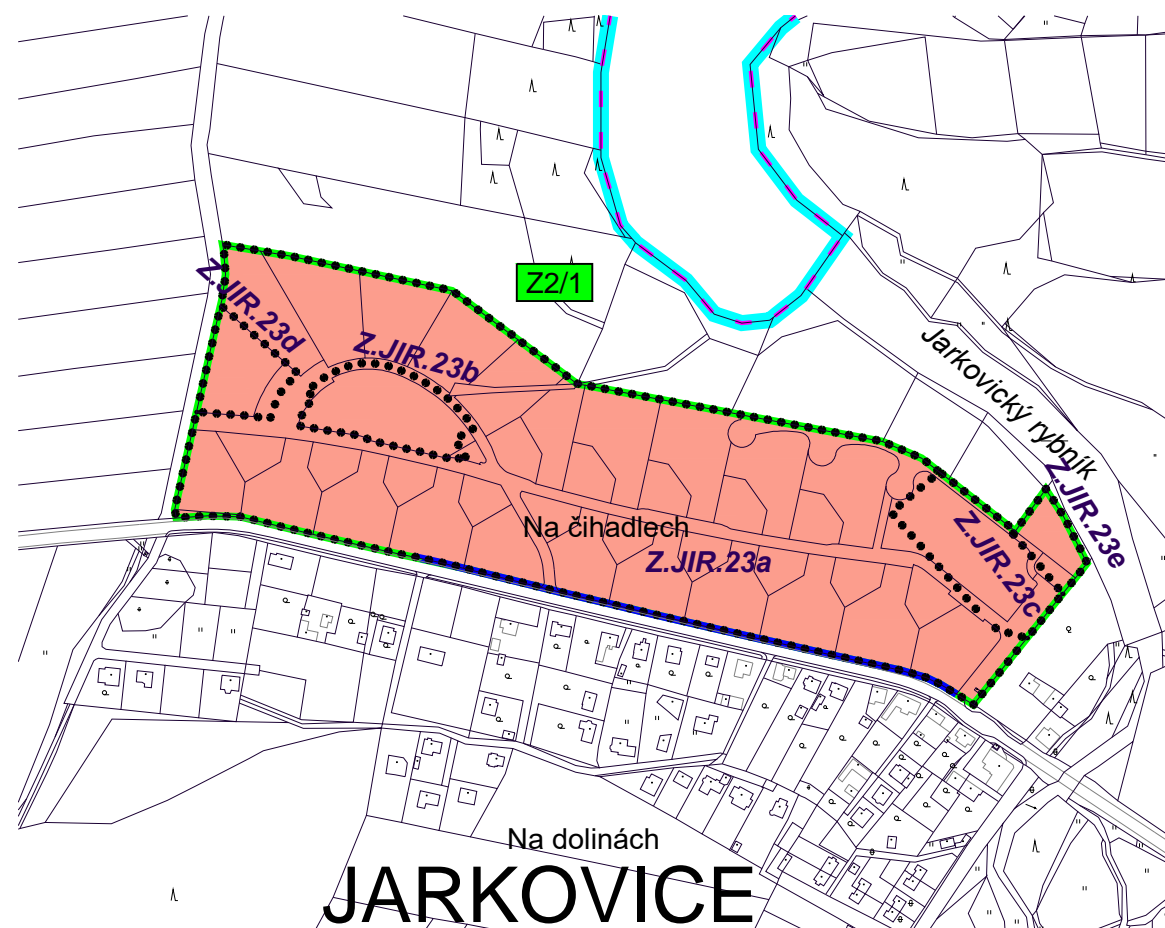 Z2/1
Z.JIR.23d
Z.JIR.23b
Jarkovický rybník
Z.JIR.23e
Na čihadlech
Z.JIR.23a
Z.JIR.23c
Na dolinách
JARKOVICE